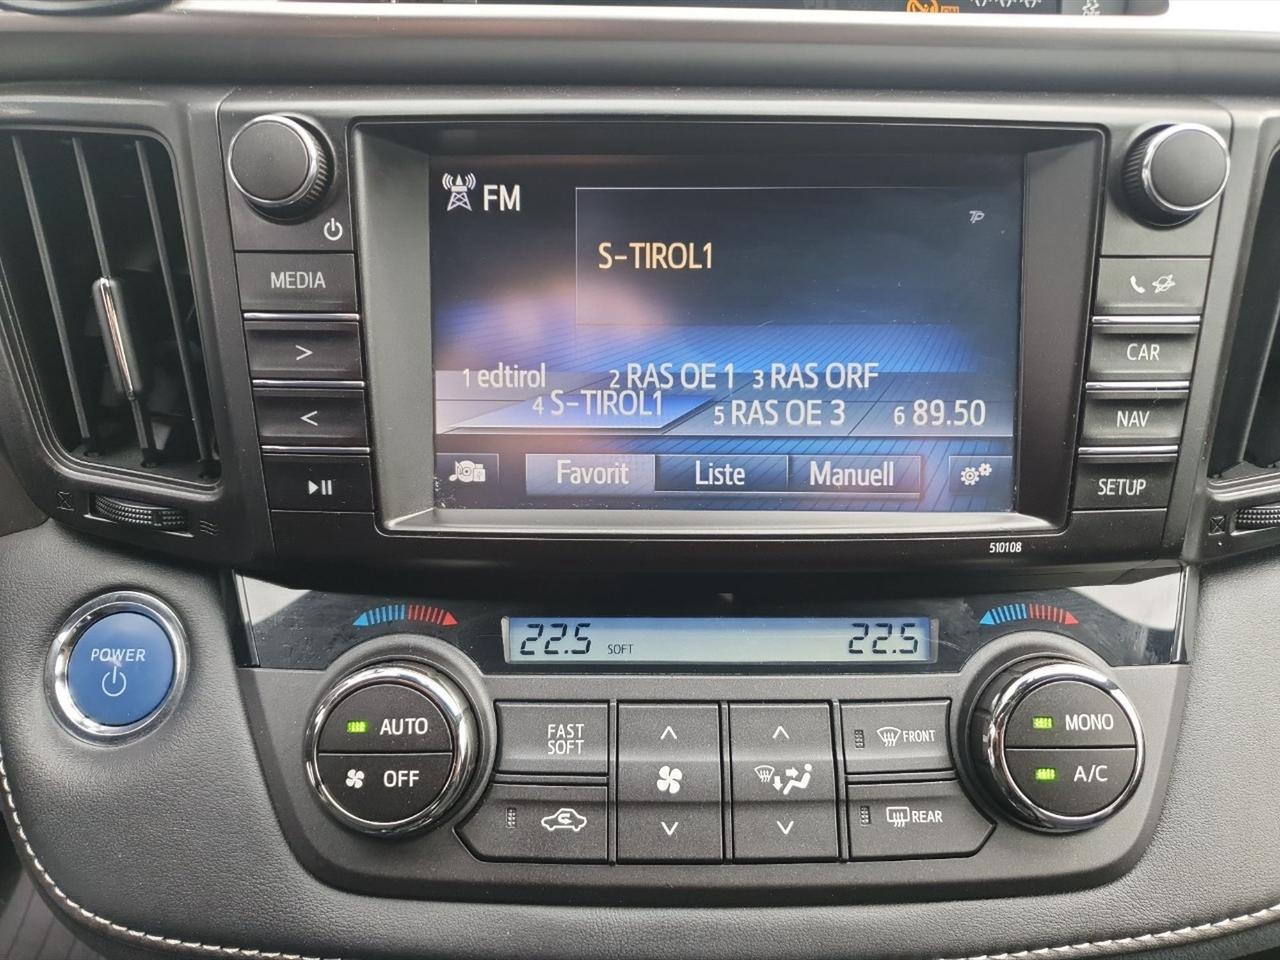 FM
TP
S-TIROL1
MEDIA
>
<
1 edtirol 2 RAS OE 1 3 RAS ORF
4 S-TIROL1 5 RAS OE 3 6 89.50
Favorit Liste Manuell
CAR
NAV
SETUP
510108
22.5 SOFT 22.5
POWER
AUTO
OFF
FAST
SOFT
FRONT
REAR
MONO
A/C